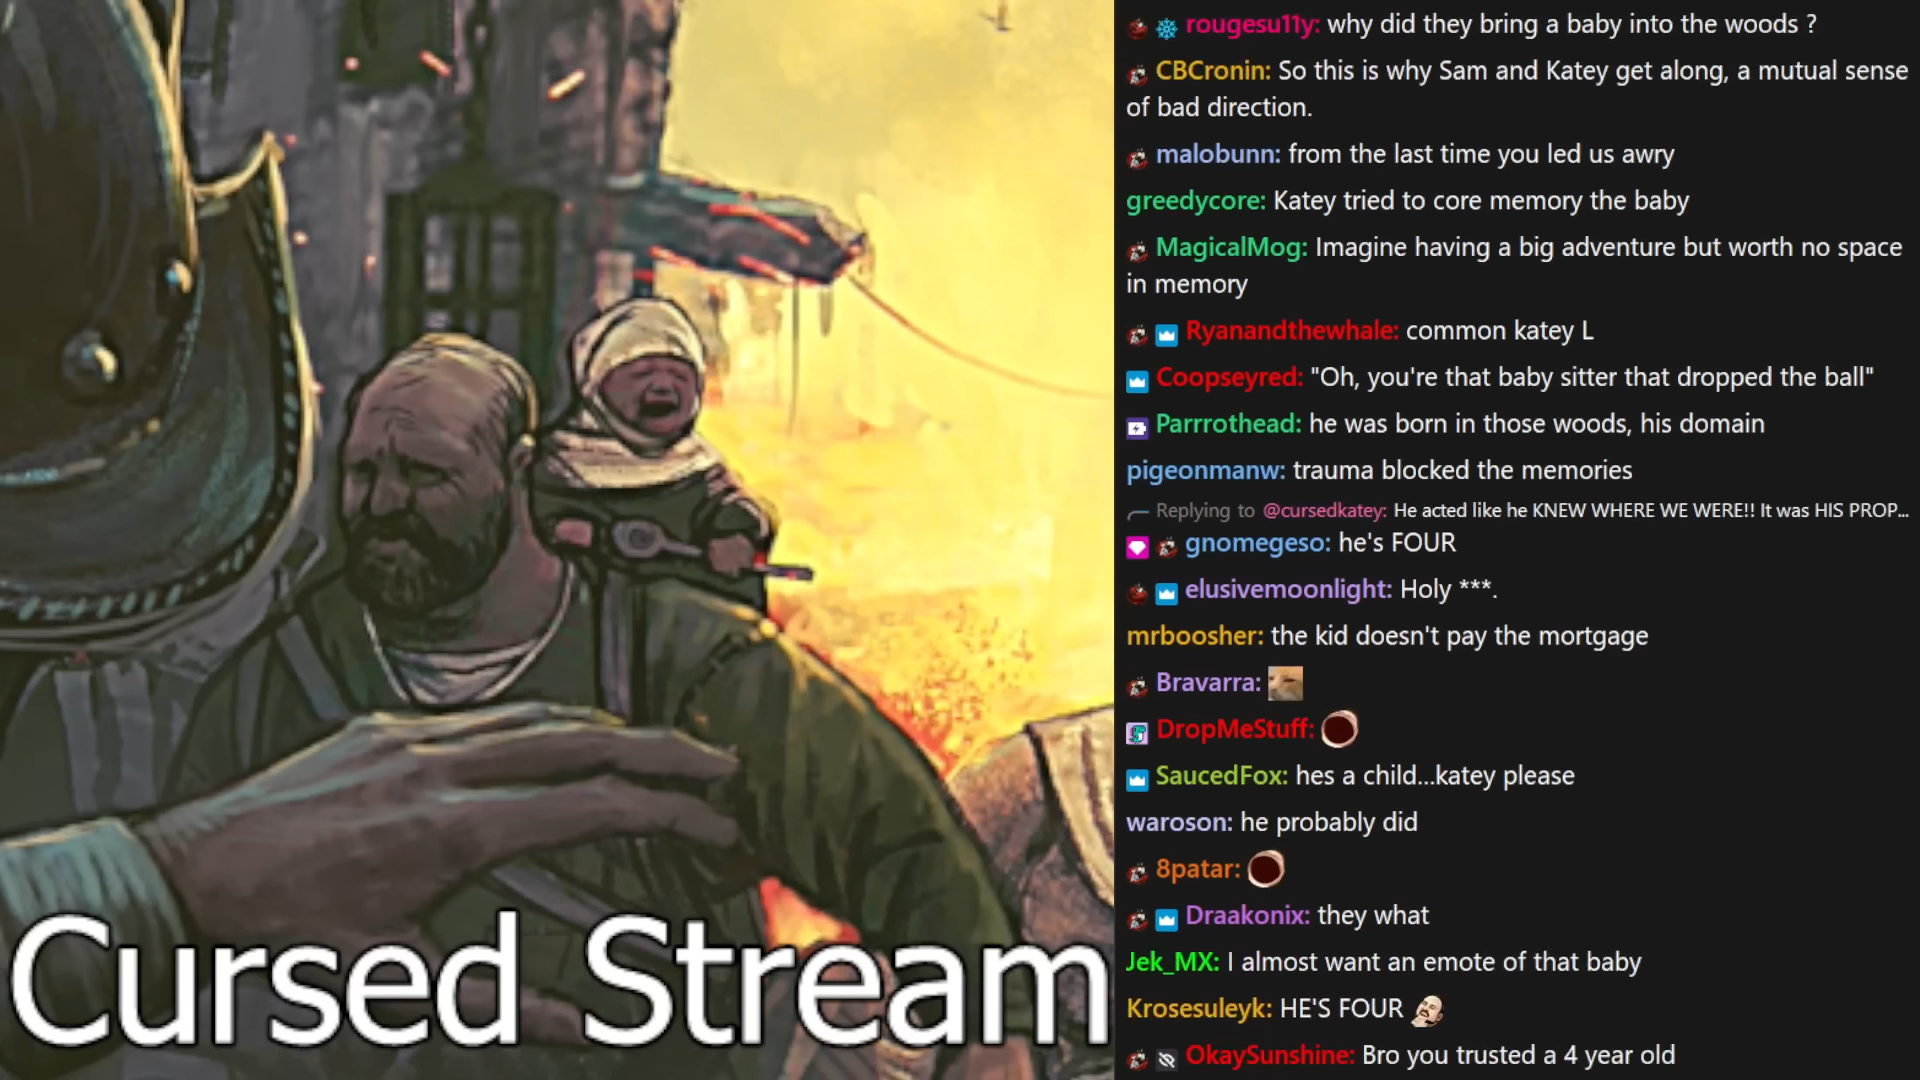 rougesu11y: why did they bring a baby into the woods ?
CBCronin: So this is why Sam and Katey get along, a mutual sense
of bad direction.
malobunn: from the last time you led us awry
greedycore: Katey tried to core memory the baby
MagicalMog: Imagine having a big adventure but worth no space
in memory
Ryanandthewhale: common katey L
Coopseyred: "Oh, you're that baby sitter that dropped the ball"
Parrrothead: he was born in those woods, his domain
pigeonmanw: trauma blocked the memories
Replying to @cursedkatey: He acted like he KNEW WHERE WE WERE!! It was HIS PROP...
gnomegeso: he's FOUR
elusivemoonlight: Holy ***.
mrboosher: the kid doesn't pay the mortgage
Bravarra:
DropMeStuff:
SaucedFox: hes a child...katey please
waroson: he probably did
8patar:
Draakonix: they what
Jek_MX: I almost want an emote of that baby
Krosesuleyk: HE'S FOUR
OkaySunshine: Bro you trusted a 4 year old
Cursed Stream